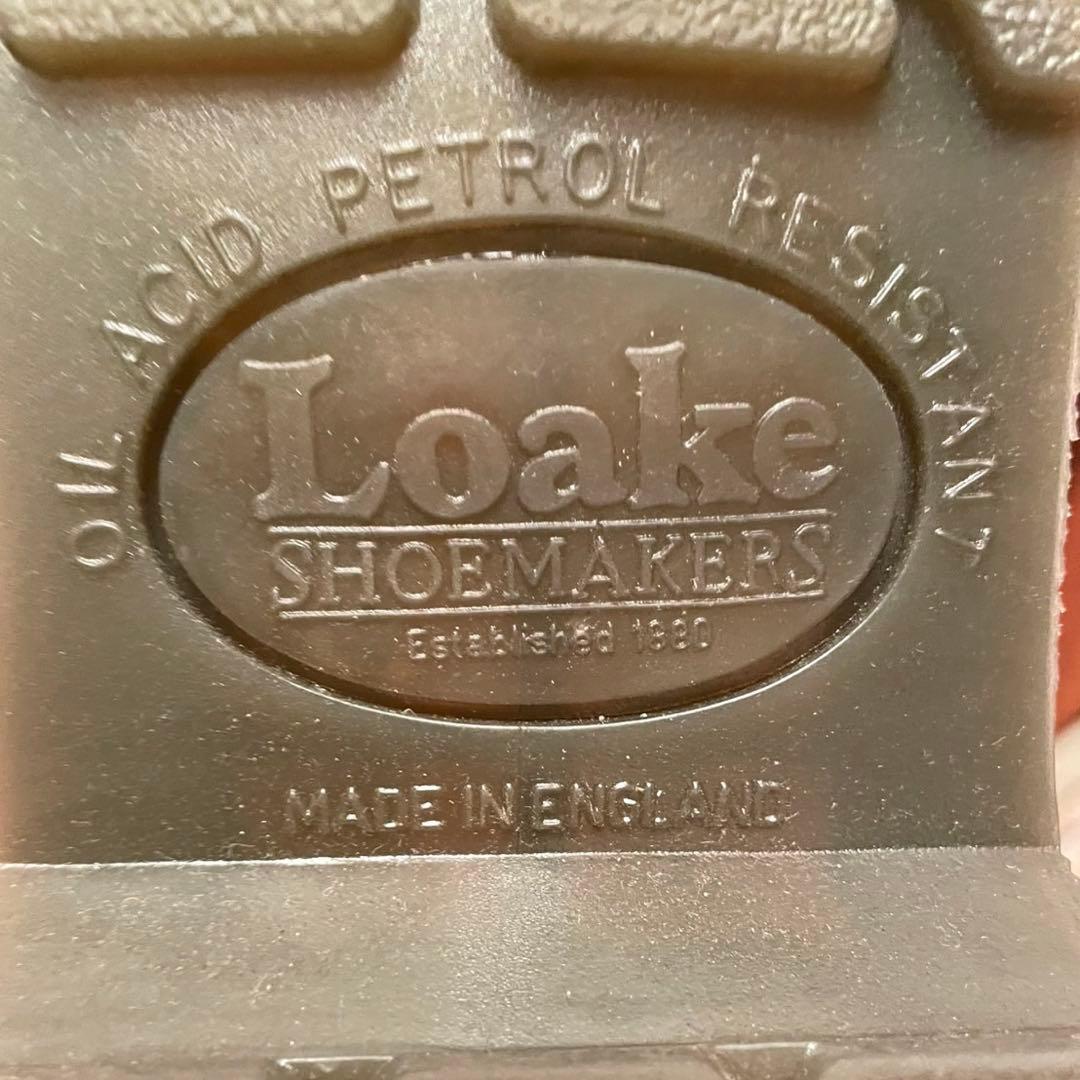 OIL ACID PETROL RESISTANT
Loake
SHOEMAKERS
Established 1880
MADE IN ENGLAND